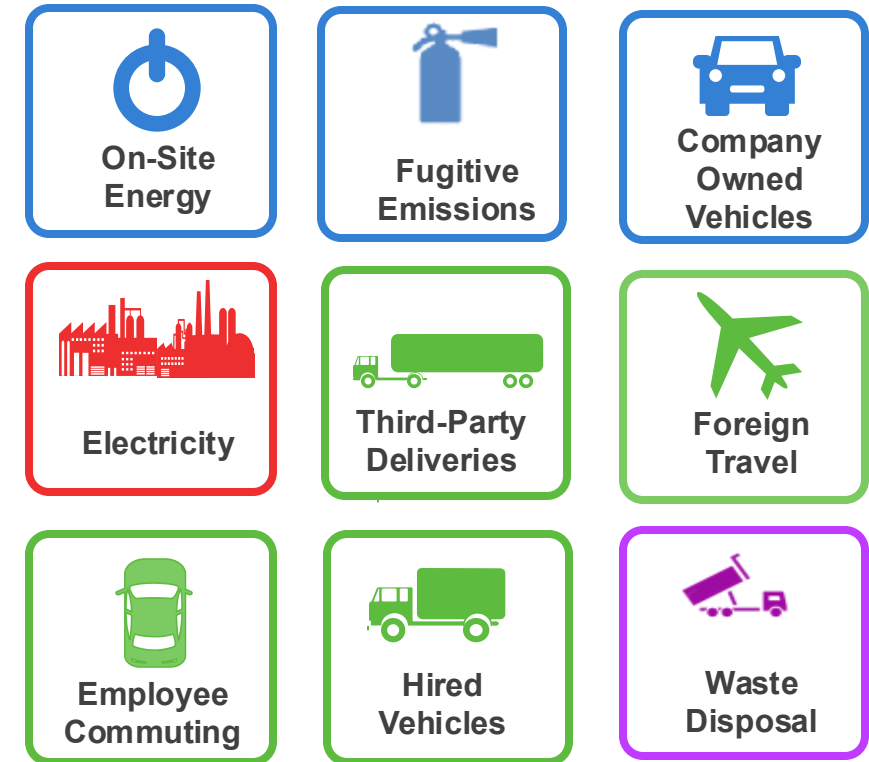 On-Site
Energy
Fugitive
Emissions
Company
Owned
Vehicles
Electricity
Third-Party
Deliveries
Foreign
Travel
Employee
Commuting
Hired
Vehicles
Waste
Disposal